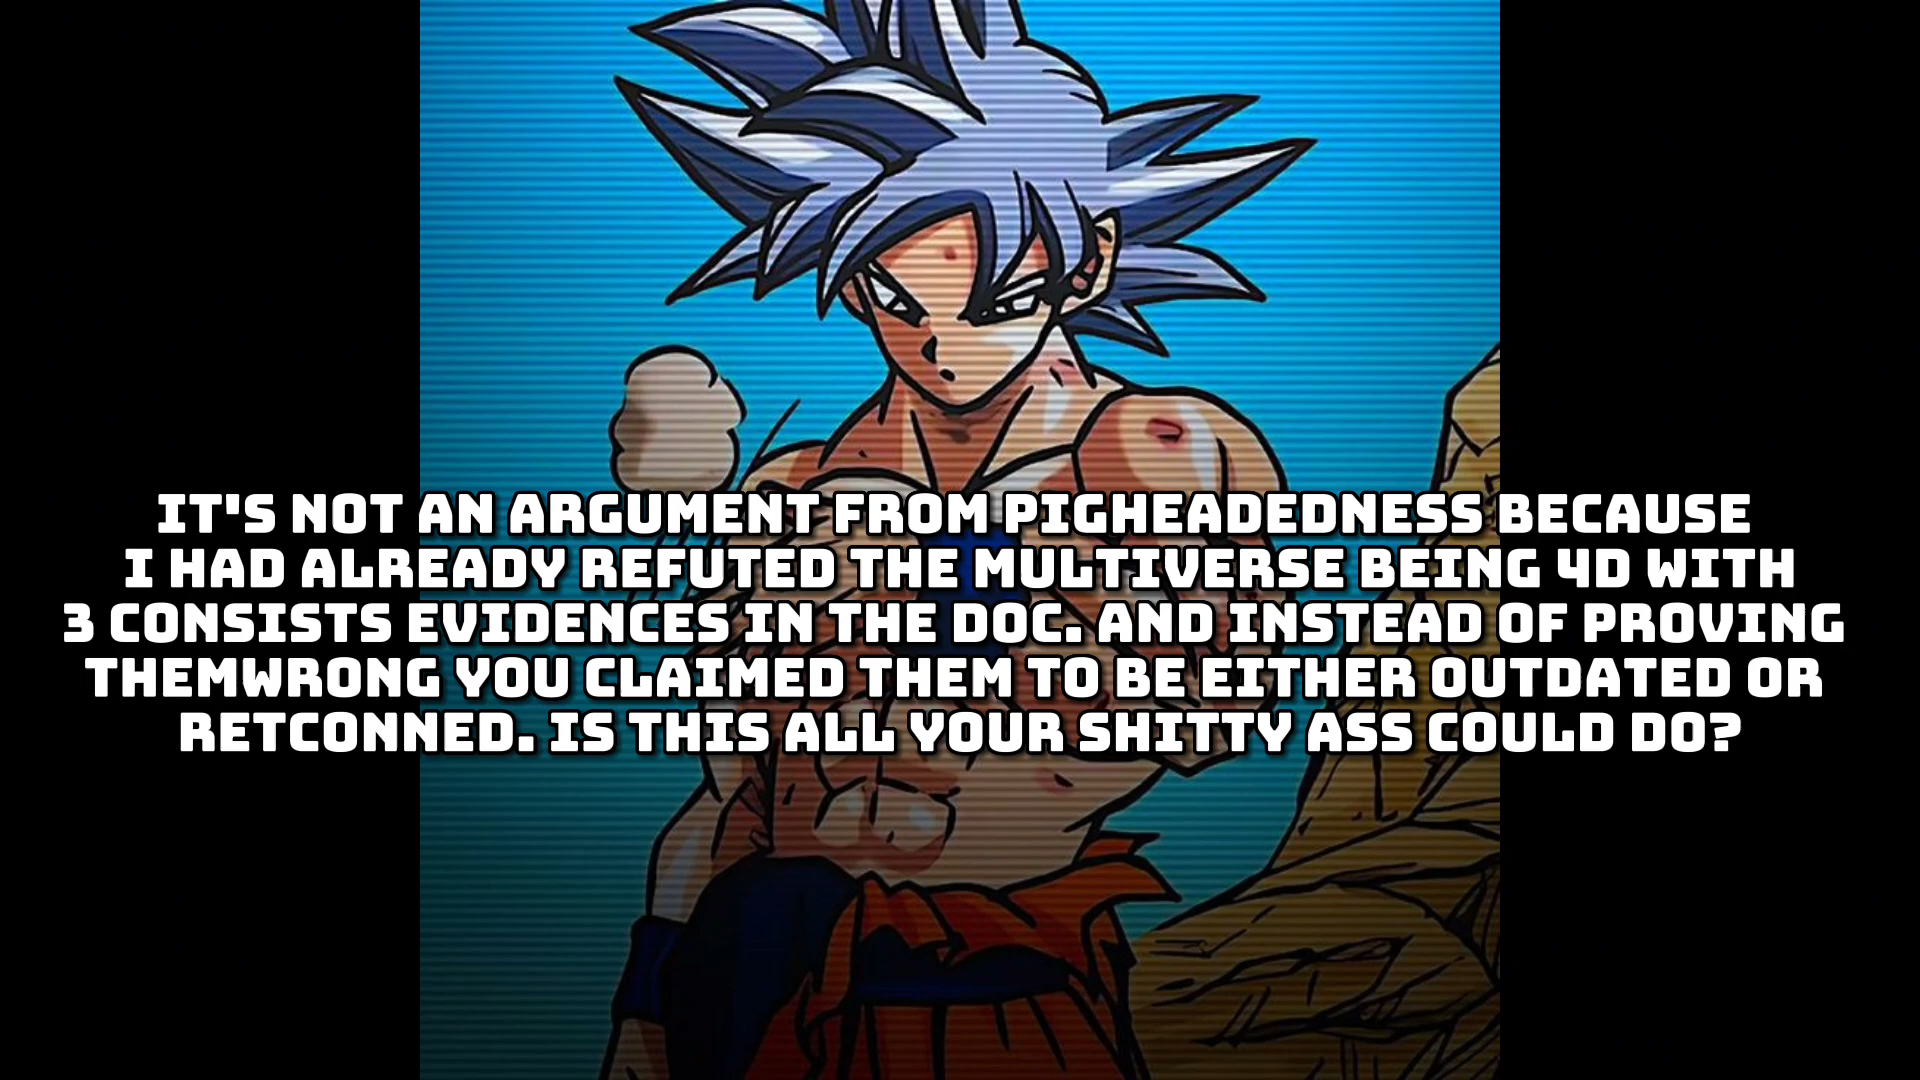 IT'S NOT AN ARGUMENT FROM PIGHEADEDNESS BECAUSE
I HAD ALREADY REFUTED THE MULTIVERSE BEING 4D WITH
3 CONSISTS EVIDENCES IN THE DOC. AND INSTEAD OF PROVING
THEMWRONG YOU CLAIMED THEM TO BE EITHER OUTDATED OR
RETCONNED. IS THIS ALL YOUR SHITTY ASS COULD DO?